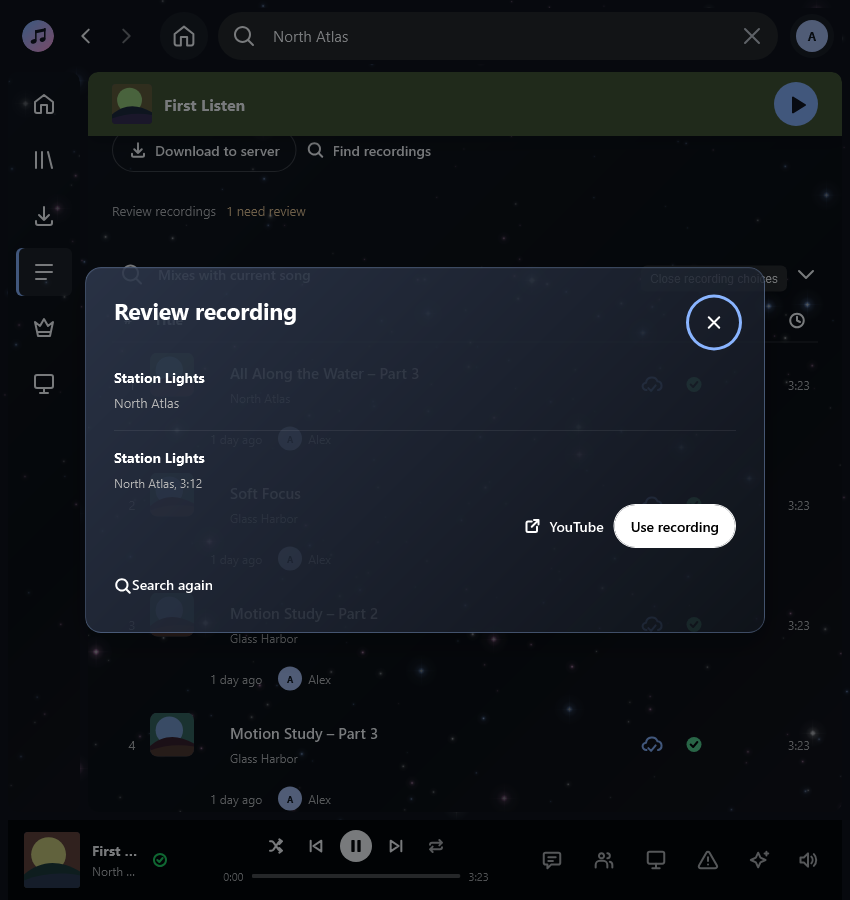 North Atlas
A
First Listen
Download to server
Find recordings
Review recordings
1 need review
Mixes with current song
Close recording choices
Review recording
Station Lights
North Atlas
All Along the Water – Part 3
North Atlas
3:23
1 day ago
A
Alex
Station Lights
North Atlas, 3:12
2
Soft Focus
Glass Harbor
3:23
YouTube
Use recording
1 day ago
A
Alex
Search again
3
Motion Study – Part 2
Glass Harbor
3:23
1 day ago
A
Alex
4
Motion Study – Part 3
Glass Harbor
3:23
1 day ago
A
Alex
First ...
North ...
0:00
3:23